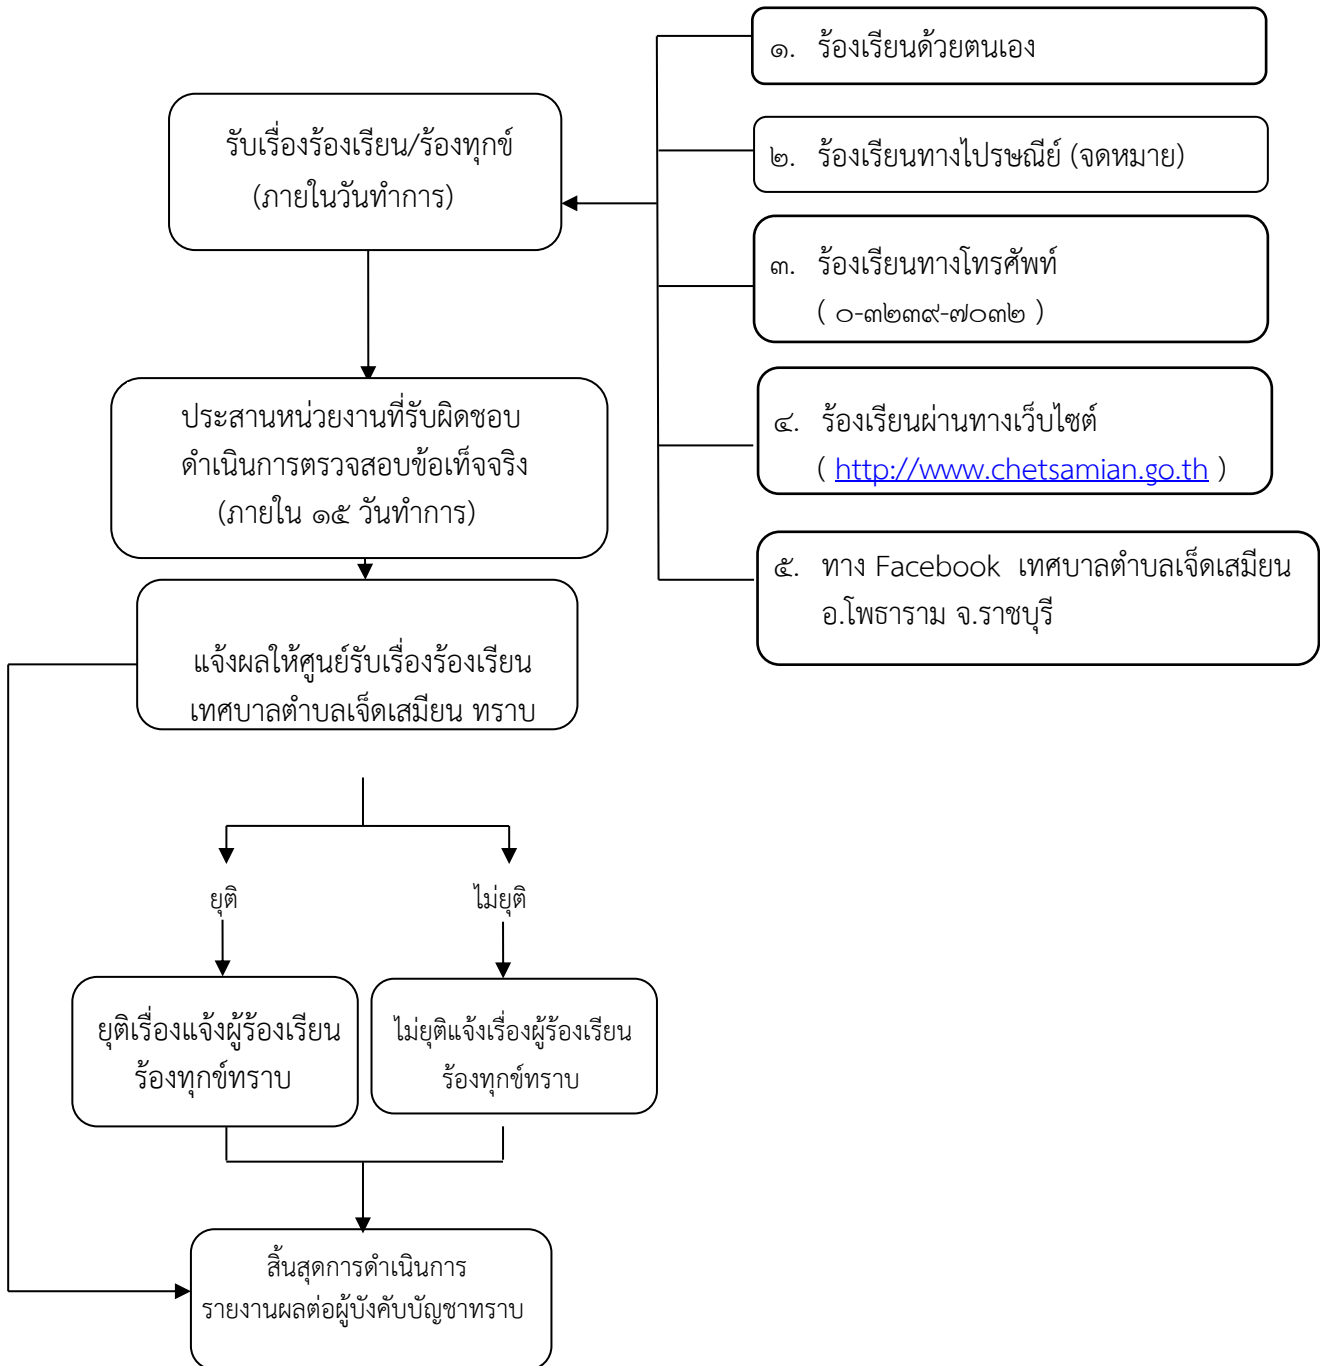 ๑. ร้องเรียนด้วยตนเอง
รับเรื่องร้องเรียน/ร้องทุกข์
(ภายในวันทำการ)
๒. ร้องเรียนทางไปรษณีย์ (จดหมาย)
๓. ร้องเรียนทางโทรศัพท์
( ๐-๓๒๓๙-๗๐๓๒ )
ประสานหน่วยงานที่รับผิดชอบ
ดำเนินการตรวจสอบข้อเท็จจริง
(ภายใน ๑๕ วันทำการ)
๔. ร้องเรียนผ่านทางเว็บไซต์
( http://www.chetsamian.go.th )
๕. ทาง Facebook เทศบาลตำบลเจ็ดเสมียน
อ.โพธาราม จ.ราชบุรี
แจ้งผลให้ศูนย์รับเรื่องร้องเรียน
เทศบาลตำบลเจ็ดเสมียน ทราบ
ยุติ
ไม่ยุติ
ยุติเรื่องแจ้งผู้ร้องเรียน
ร้องทุกข์ทราบ
ไม่ยุติแจ้งเรื่องผู้ร้องเรียน
ร้องทุกข์ทราบ
สิ้นสุดการดำเนินการ
รายงานผลต่อผู้บังคับบัญชาทราบ